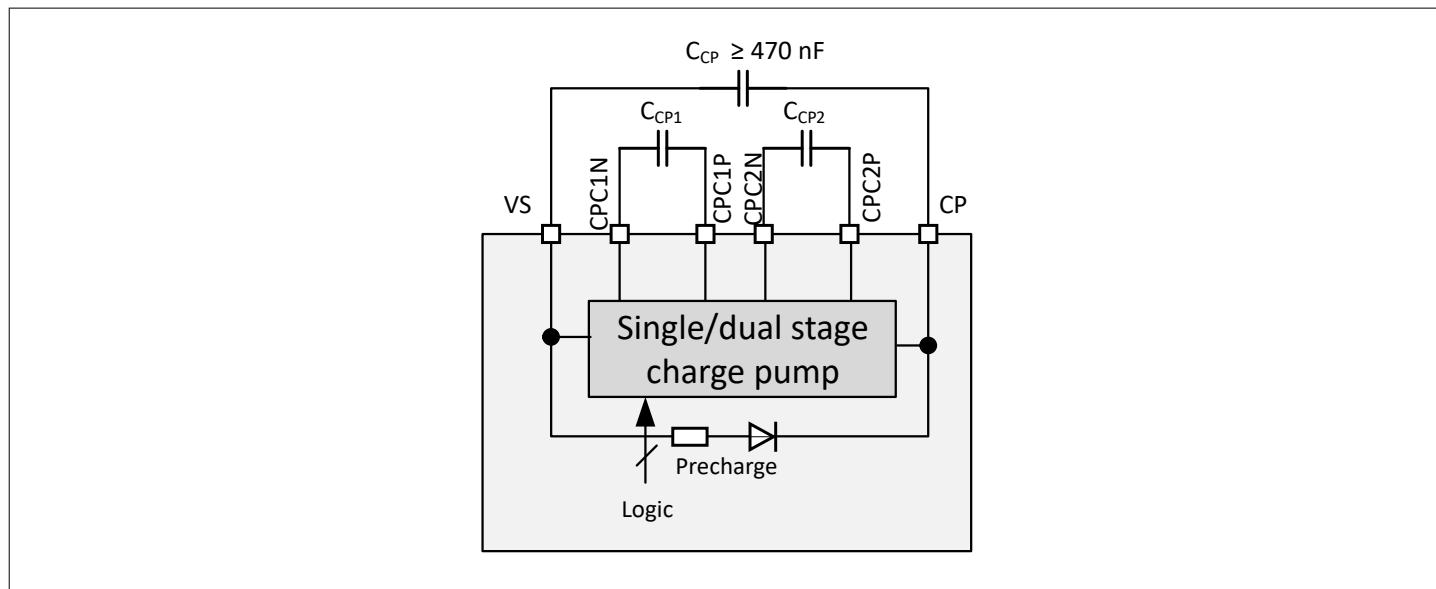 C_CP ≥ 470 nF
C_CP1
C_CP2
CPC1N
CPC1P
CPC2N
CPC2P
VS
CP
Single/dual stage
charge pump
Precharge
Logic